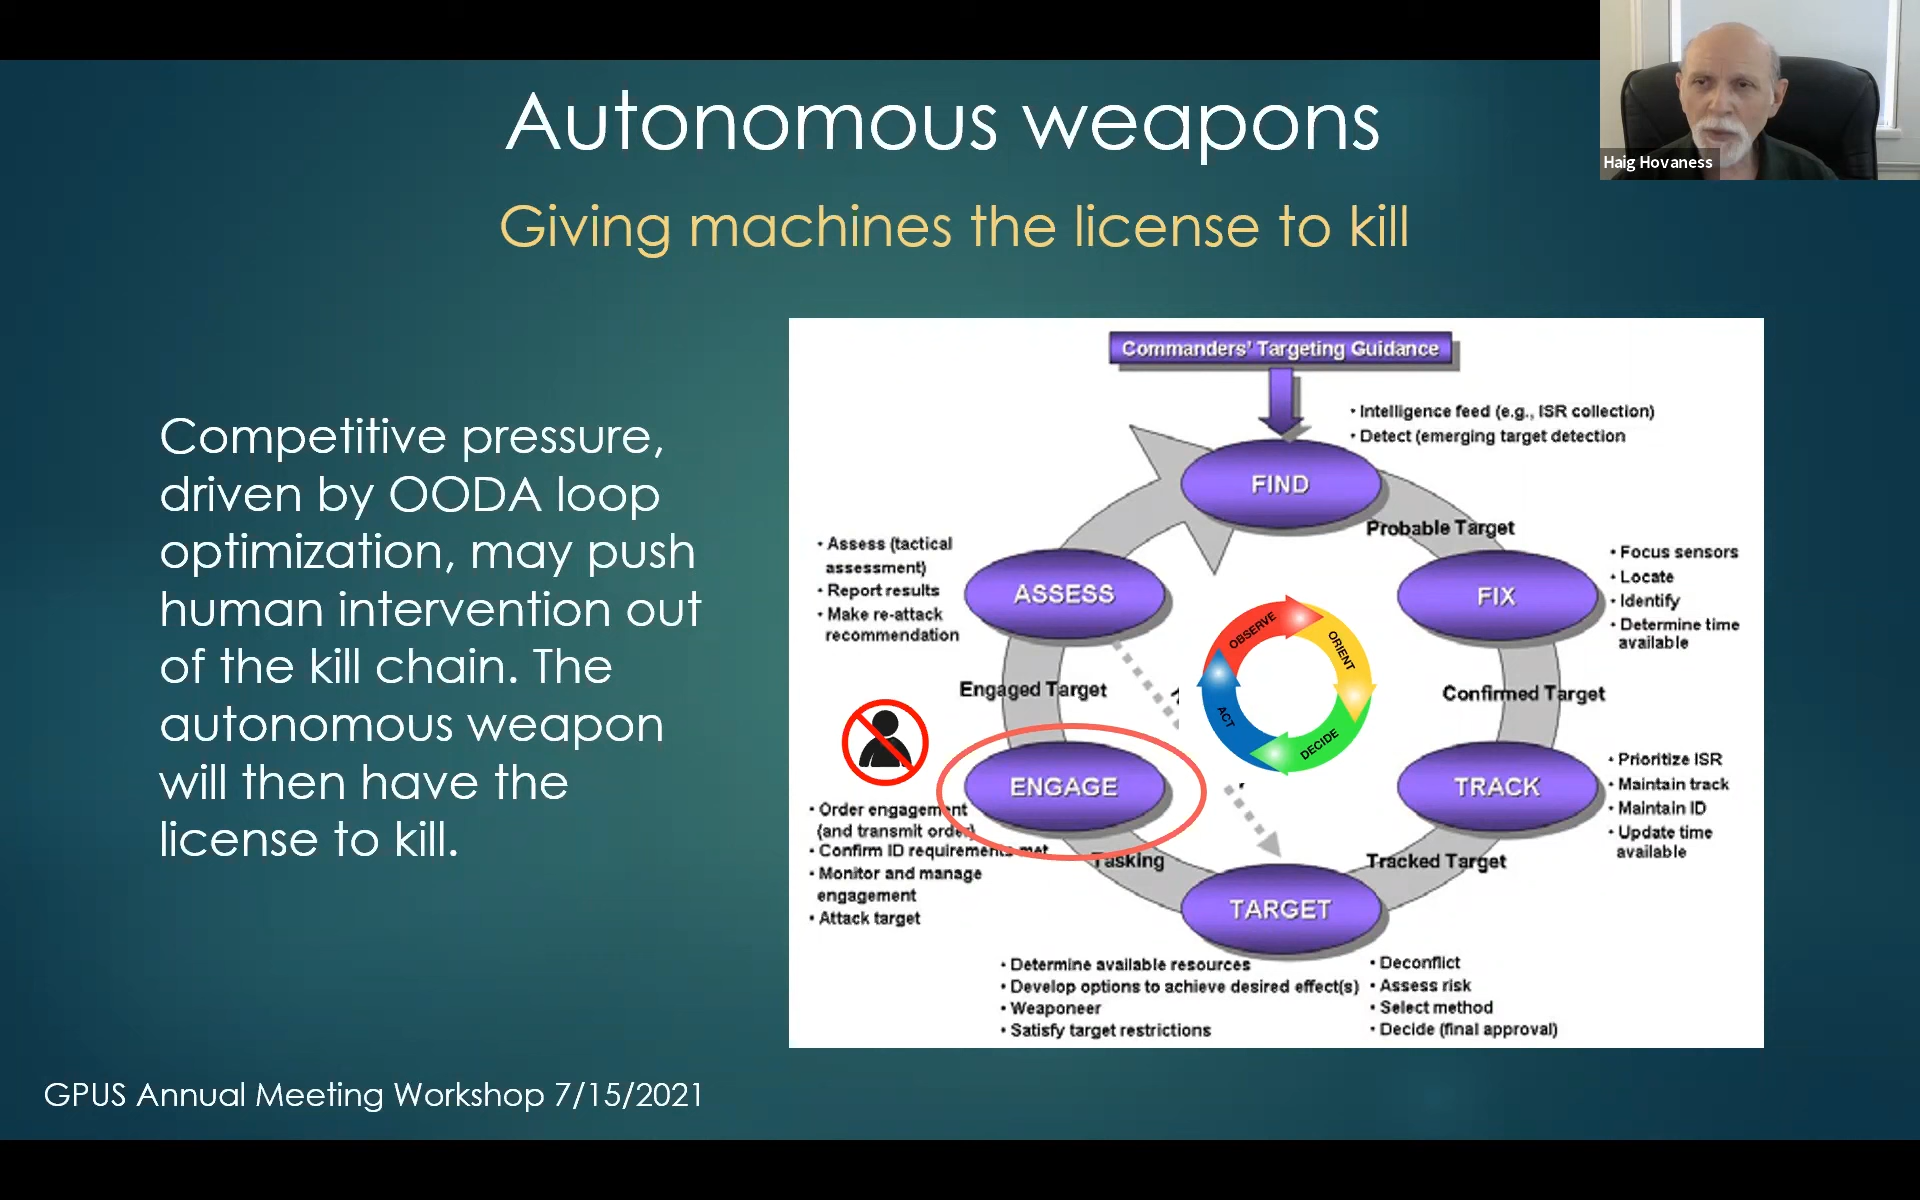 Autonomous weapons
Giving machines the license to kill
Haig Hovaness
Competitive pressure,
driven by OODA loop
optimization, may push
human intervention out
of the kill chain. The
autonomous weapon
will then have the
license to kill.
Commanders' Targeting Guidance
• Intelligence feed (e.g., ISR collection)
• Detect (emerging target detection
FIND
Probable Target
• Focus sensors
• Locate
• Identify
• Determine time
available
FIX
Confirmed Target
• Prioritize ISR
• Maintain track
• Maintain ID
• Update time
available
TRACK
Tracked Target
TARGET
• Determine available resources
• Develop options to achieve desired effect(s)
• Weaponeer
• Satisfy target restrictions
• Deconflict
• Assess risk
• Select method
• Decide (final approval)
Tasking
ENGAGE
• Order engagement
(and transmit order)
• Confirm ID requirements met
• Monitor and manage
engagement
• Attack target
Engaged Target
ASSESS
• Assess (tactical
assessment)
• Report results
• Make re-attack
recommendation
OBSERVE
ORIENT
DECIDE
ACT
GPUS Annual Meeting Workshop 7/15/2021